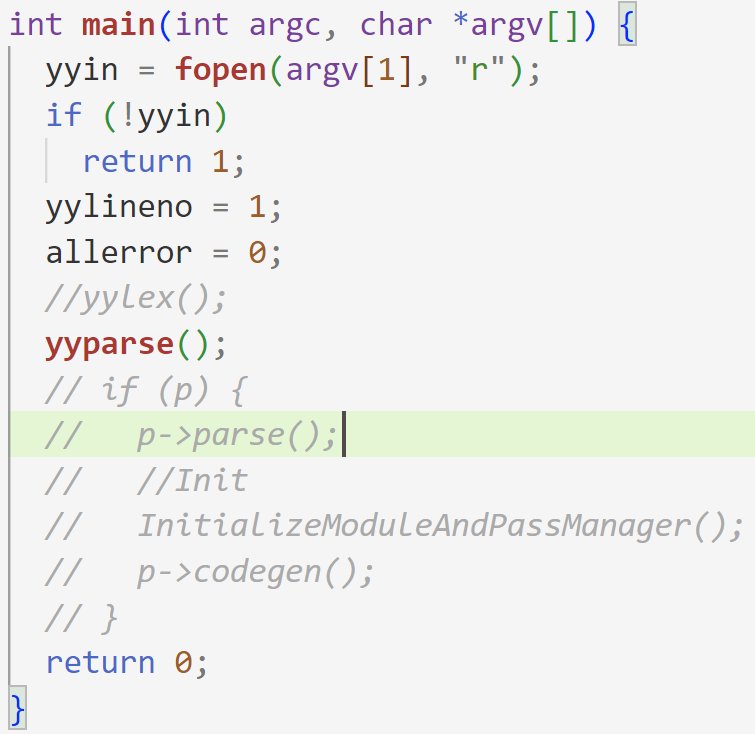 int main(int argc, char *argv[]) {
  yyin = fopen(argv[1], "r");
  if (!yyin)
    return 1;
  yylineno = 1;
  allerror = 0;
  //yylex();
  yyparse();
  // if (p) {
  //   p->parse();
  //   //Init
  //   InitializeModuleAndPassManager();
  //   p->codegen();
  // }
  return 0;
}